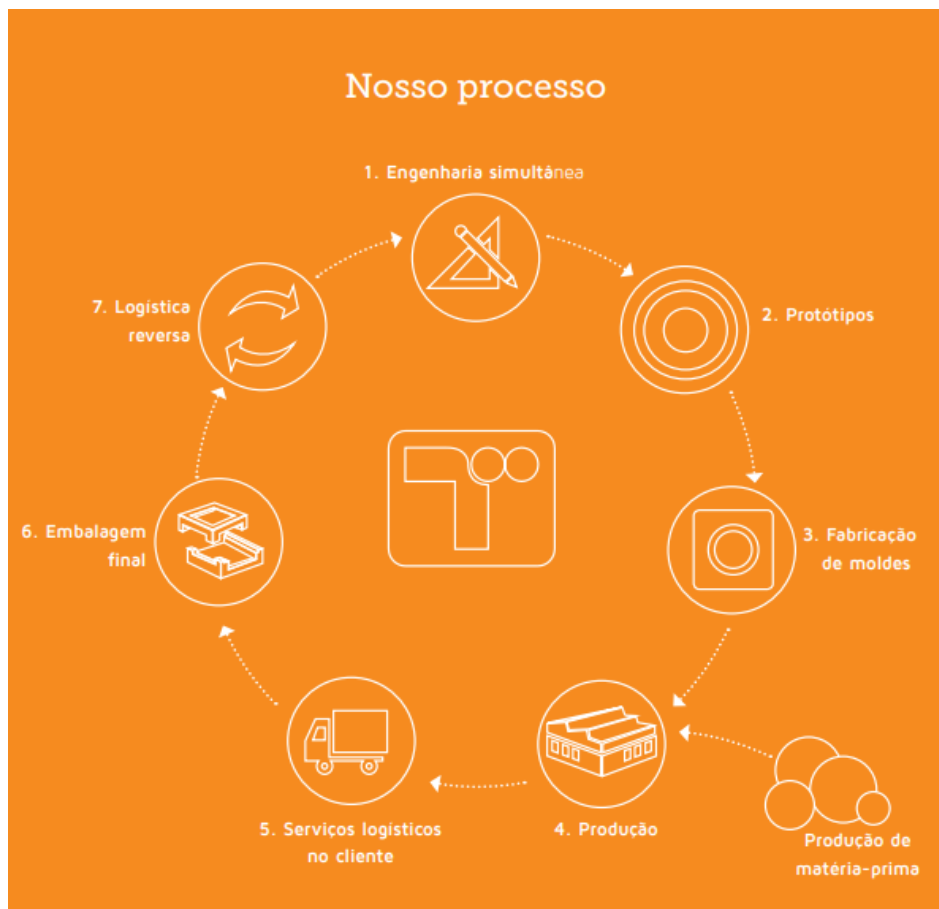 Nosso processo
1. Engenharia simultânea
2. Protótipos
3. Fabricação
de moldes
4. Produção
Produção de
matéria-prima
5. Serviços logísticos
no cliente
6. Embalagem
final
7. Logística
reversa